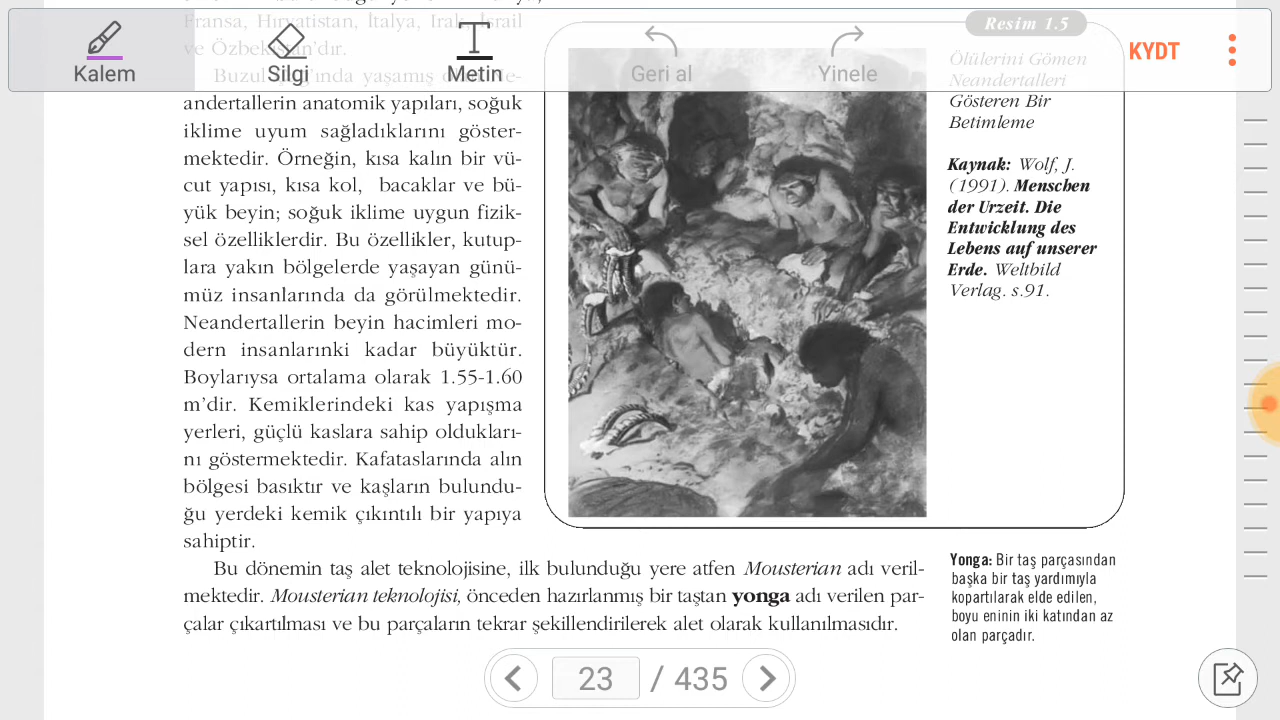 Fransa, Hırvatistan, İtalya, Irak, İsrail
ve Özbekistan'dır.
andertallerin anatomik yapıları, soğuk
iklime uyum sağladıklarını göster-
mektedir. Örneğin, kısa kalın bir vü-
cut yapısı, kısa kol, bacaklar ve bü-
yük beyin; soğuk iklime uygun fizik-
sel özelliklerdir. Bu özellikler, kutup-
lara yakın bölgelerde yaşayan günü-
müz insanlarında da görülmektedir.
Neandertallerin beyin hacimleri mo-
dern insanlarınki kadar büyüktür.
Boylarıysa ortalama olarak 1.55-1.60
m'dir. Kemiklerindeki kas yapışma
yerleri, güçlü kaslara sahip oldukları-
nı göstermektedir. Kafataslarında alın
bölgesi basıktır ve kaşların bulundu-
ğu yerdeki kemik çıkıntılı bir yapıya
sahiptir.
Bu dönemin taş alet teknolojisine, ilk bulunduğu yere atfen Mousterian adı veril-
mektedir. Mousterian teknolojisi, önceden hazırlanmış bir taştan yonga adı verilen par-
çalar çıkartılması ve bu parçaların tekrar şekillendirilerek alet olarak kullanılmasıdır.
Resim 1.5
Ölülerini Gömen
Neandertalleri
Gösteren Bir
Betimleme
Kaynak: Wolf, J.
(1991). Menschen
der Urzeit. Die
Entwicklung des
Lebens auf unserer
Erde. Weltbild
Verlag. s.91.
Yonga: Bir taş parçasından
başka bir taş yardımıyla
kopartılarak elde edilen,
boyu eninin iki katından az
olan parçadır.
Kalem
Silgi
Metin
Geri al
Yinele
KYDT
23 / 435